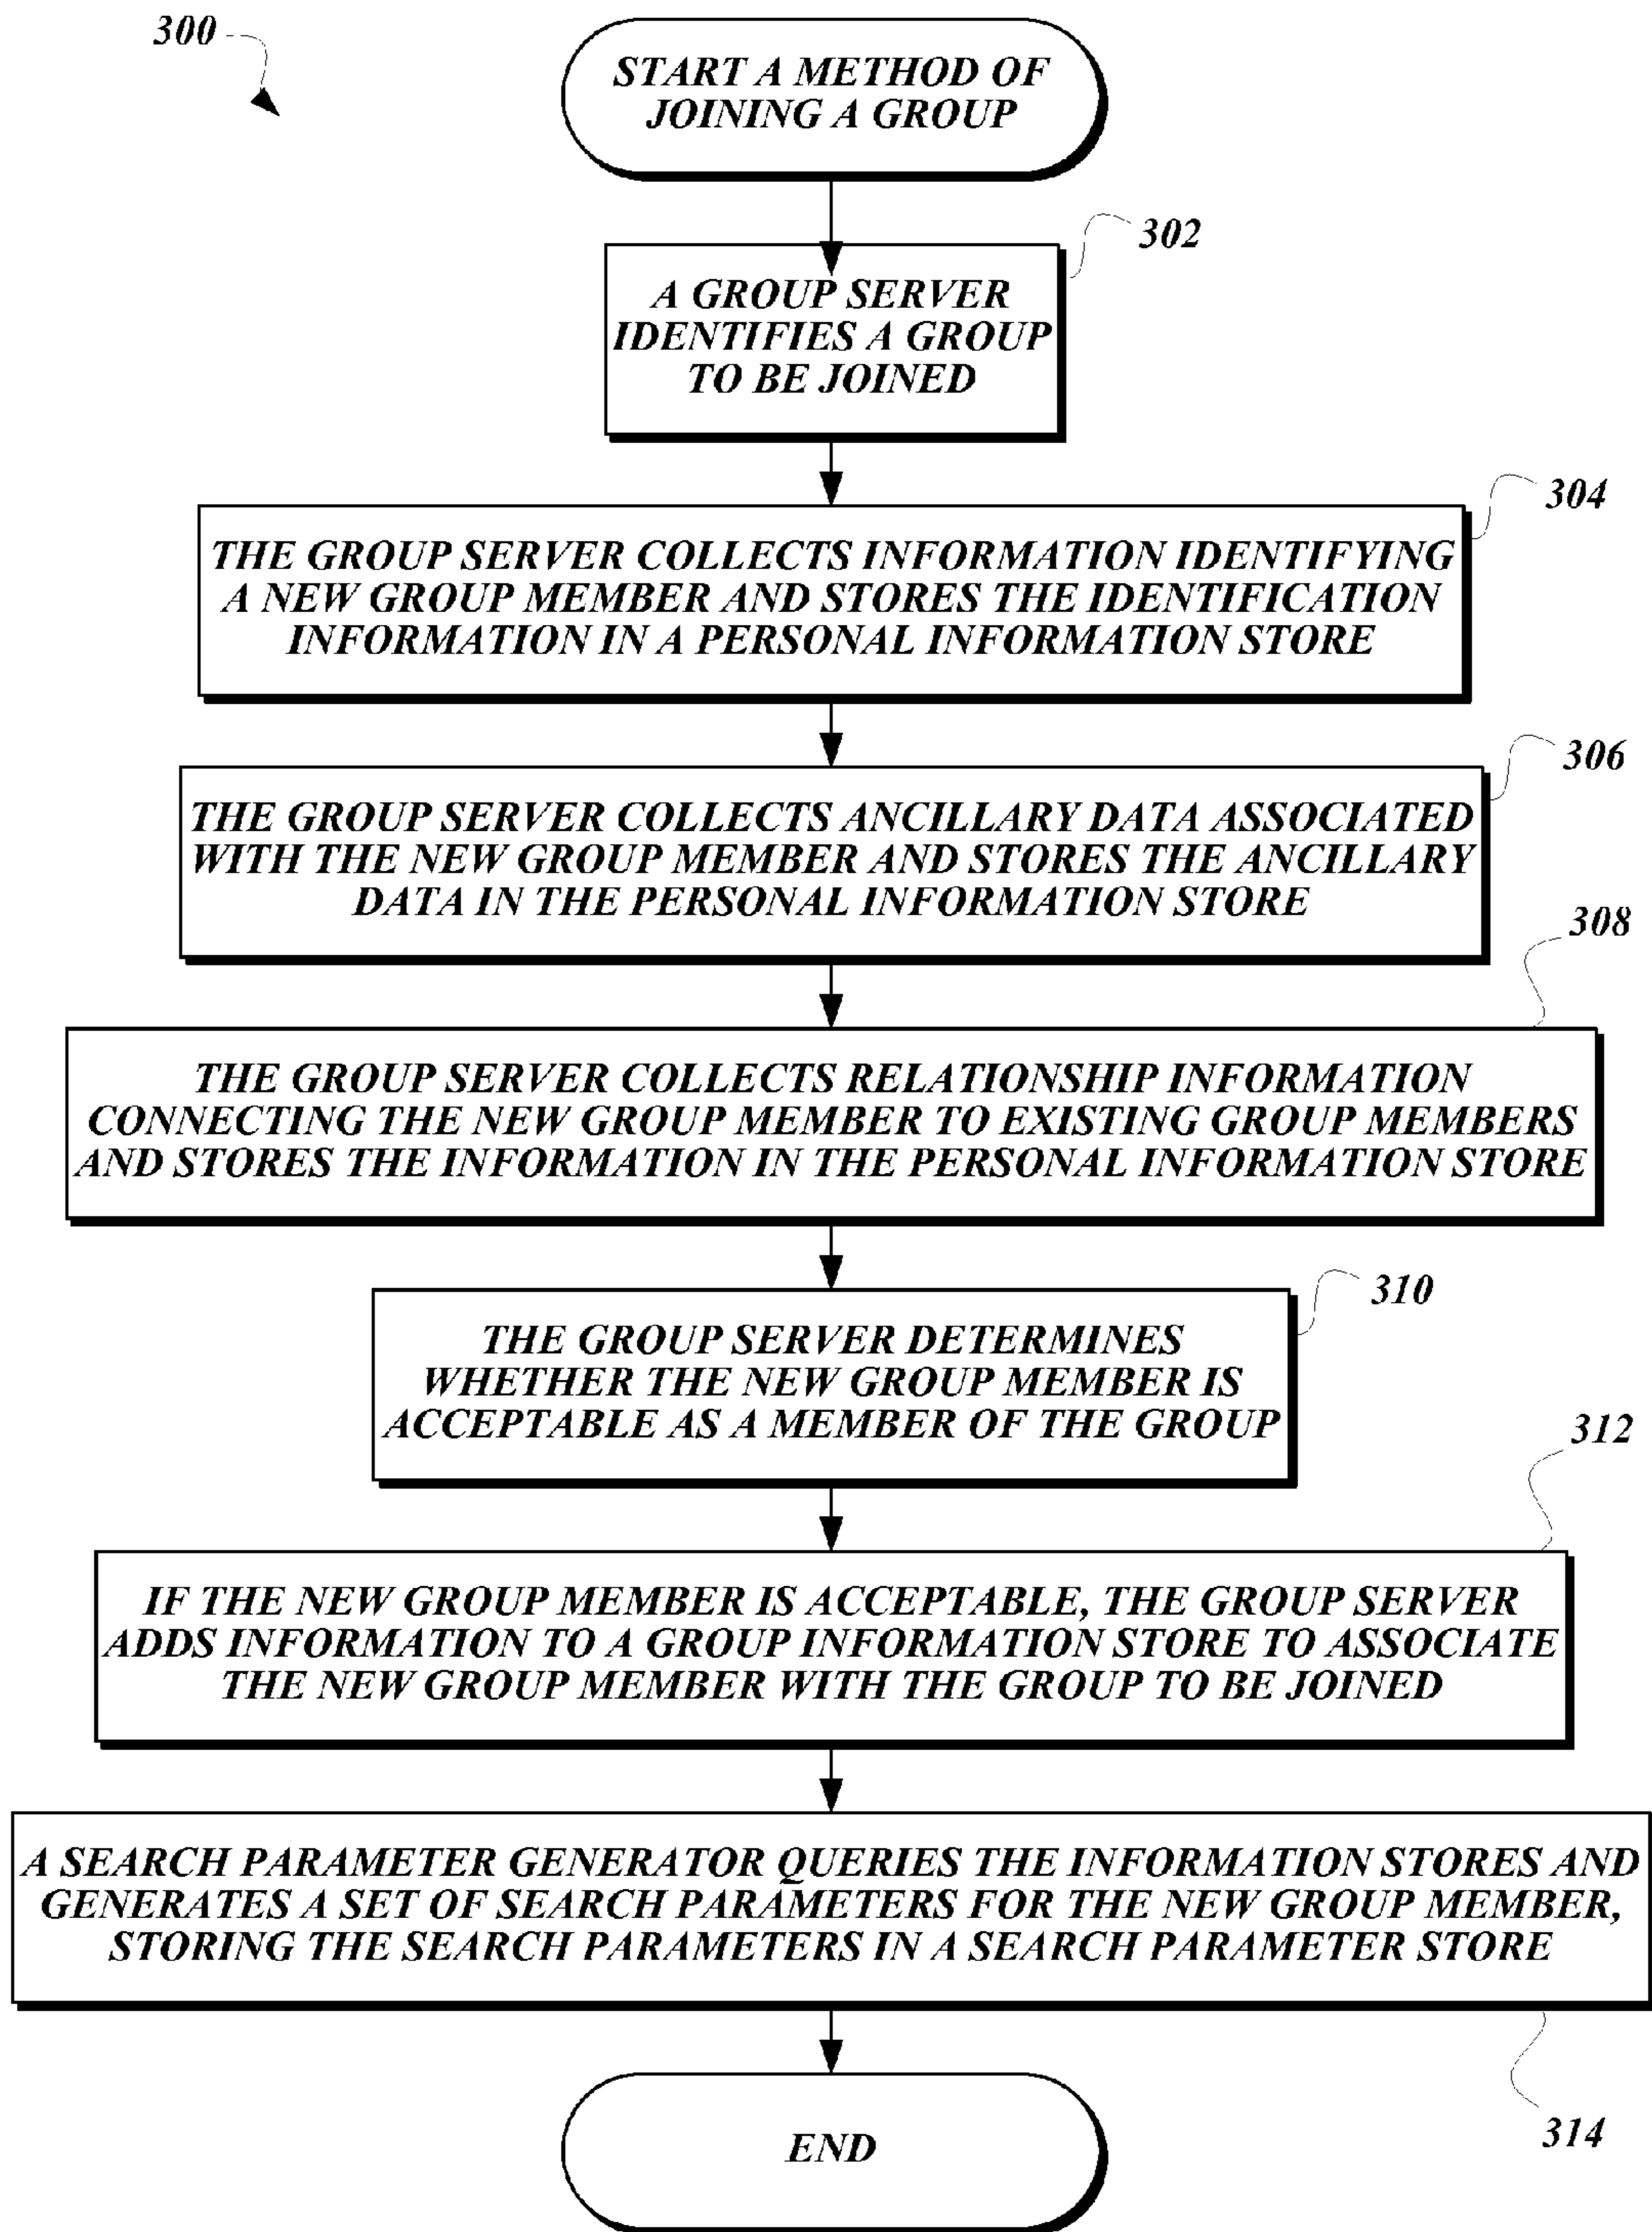 300
START A METHOD OF
JOINING A GROUP
302
A GROUP SERVER
IDENTIFIES A GROUP
TO BE JOINED
304
THE GROUP SERVER COLLECTS INFORMATION IDENTIFYING
A NEW GROUP MEMBER AND STORES THE IDENTIFICATION
INFORMATION IN A PERSONAL INFORMATION STORE
306
THE GROUP SERVER COLLECTS ANCILLARY DATA ASSOCIATED
WITH THE NEW GROUP MEMBER AND STORES THE ANCILLARY
DATA IN THE PERSONAL INFORMATION STORE
308
THE GROUP SERVER COLLECTS RELATIONSHIP INFORMATION
CONNECTING THE NEW GROUP MEMBER TO EXISTING GROUP MEMBERS
AND STORES THE INFORMATION IN THE PERSONAL INFORMATION STORE
310
THE GROUP SERVER DETERMINES
WHETHER THE NEW GROUP MEMBER IS
ACCEPTABLE AS A MEMBER OF THE GROUP
312
IF THE NEW GROUP MEMBER IS ACCEPTABLE, THE GROUP SERVER
ADDS INFORMATION TO A GROUP INFORMATION STORE TO ASSOCIATE
THE NEW GROUP MEMBER WITH THE GROUP TO BE JOINED
A SEARCH PARAMETER GENERATOR QUERIES THE INFORMATION STORES AND
GENERATES A SET OF SEARCH PARAMETERS FOR THE NEW GROUP MEMBER,
STORING THE SEARCH PARAMETERS IN A SEARCH PARAMETER STORE
314
END